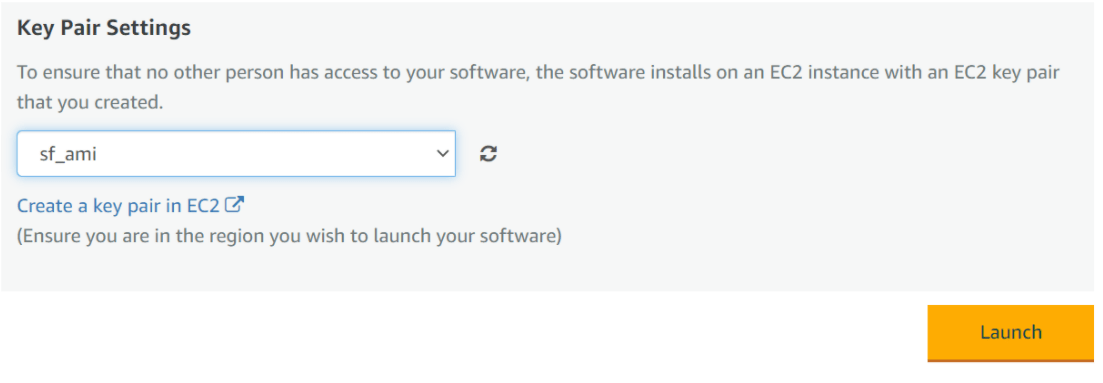 Key Pair Settings
To ensure that no other person has access to your software, the software installs on an EC2 instance with an EC2 key pair
that you created.
sf_ami
Create a key pair in EC2
(Ensure you are in the region you wish to launch your software)
Launch